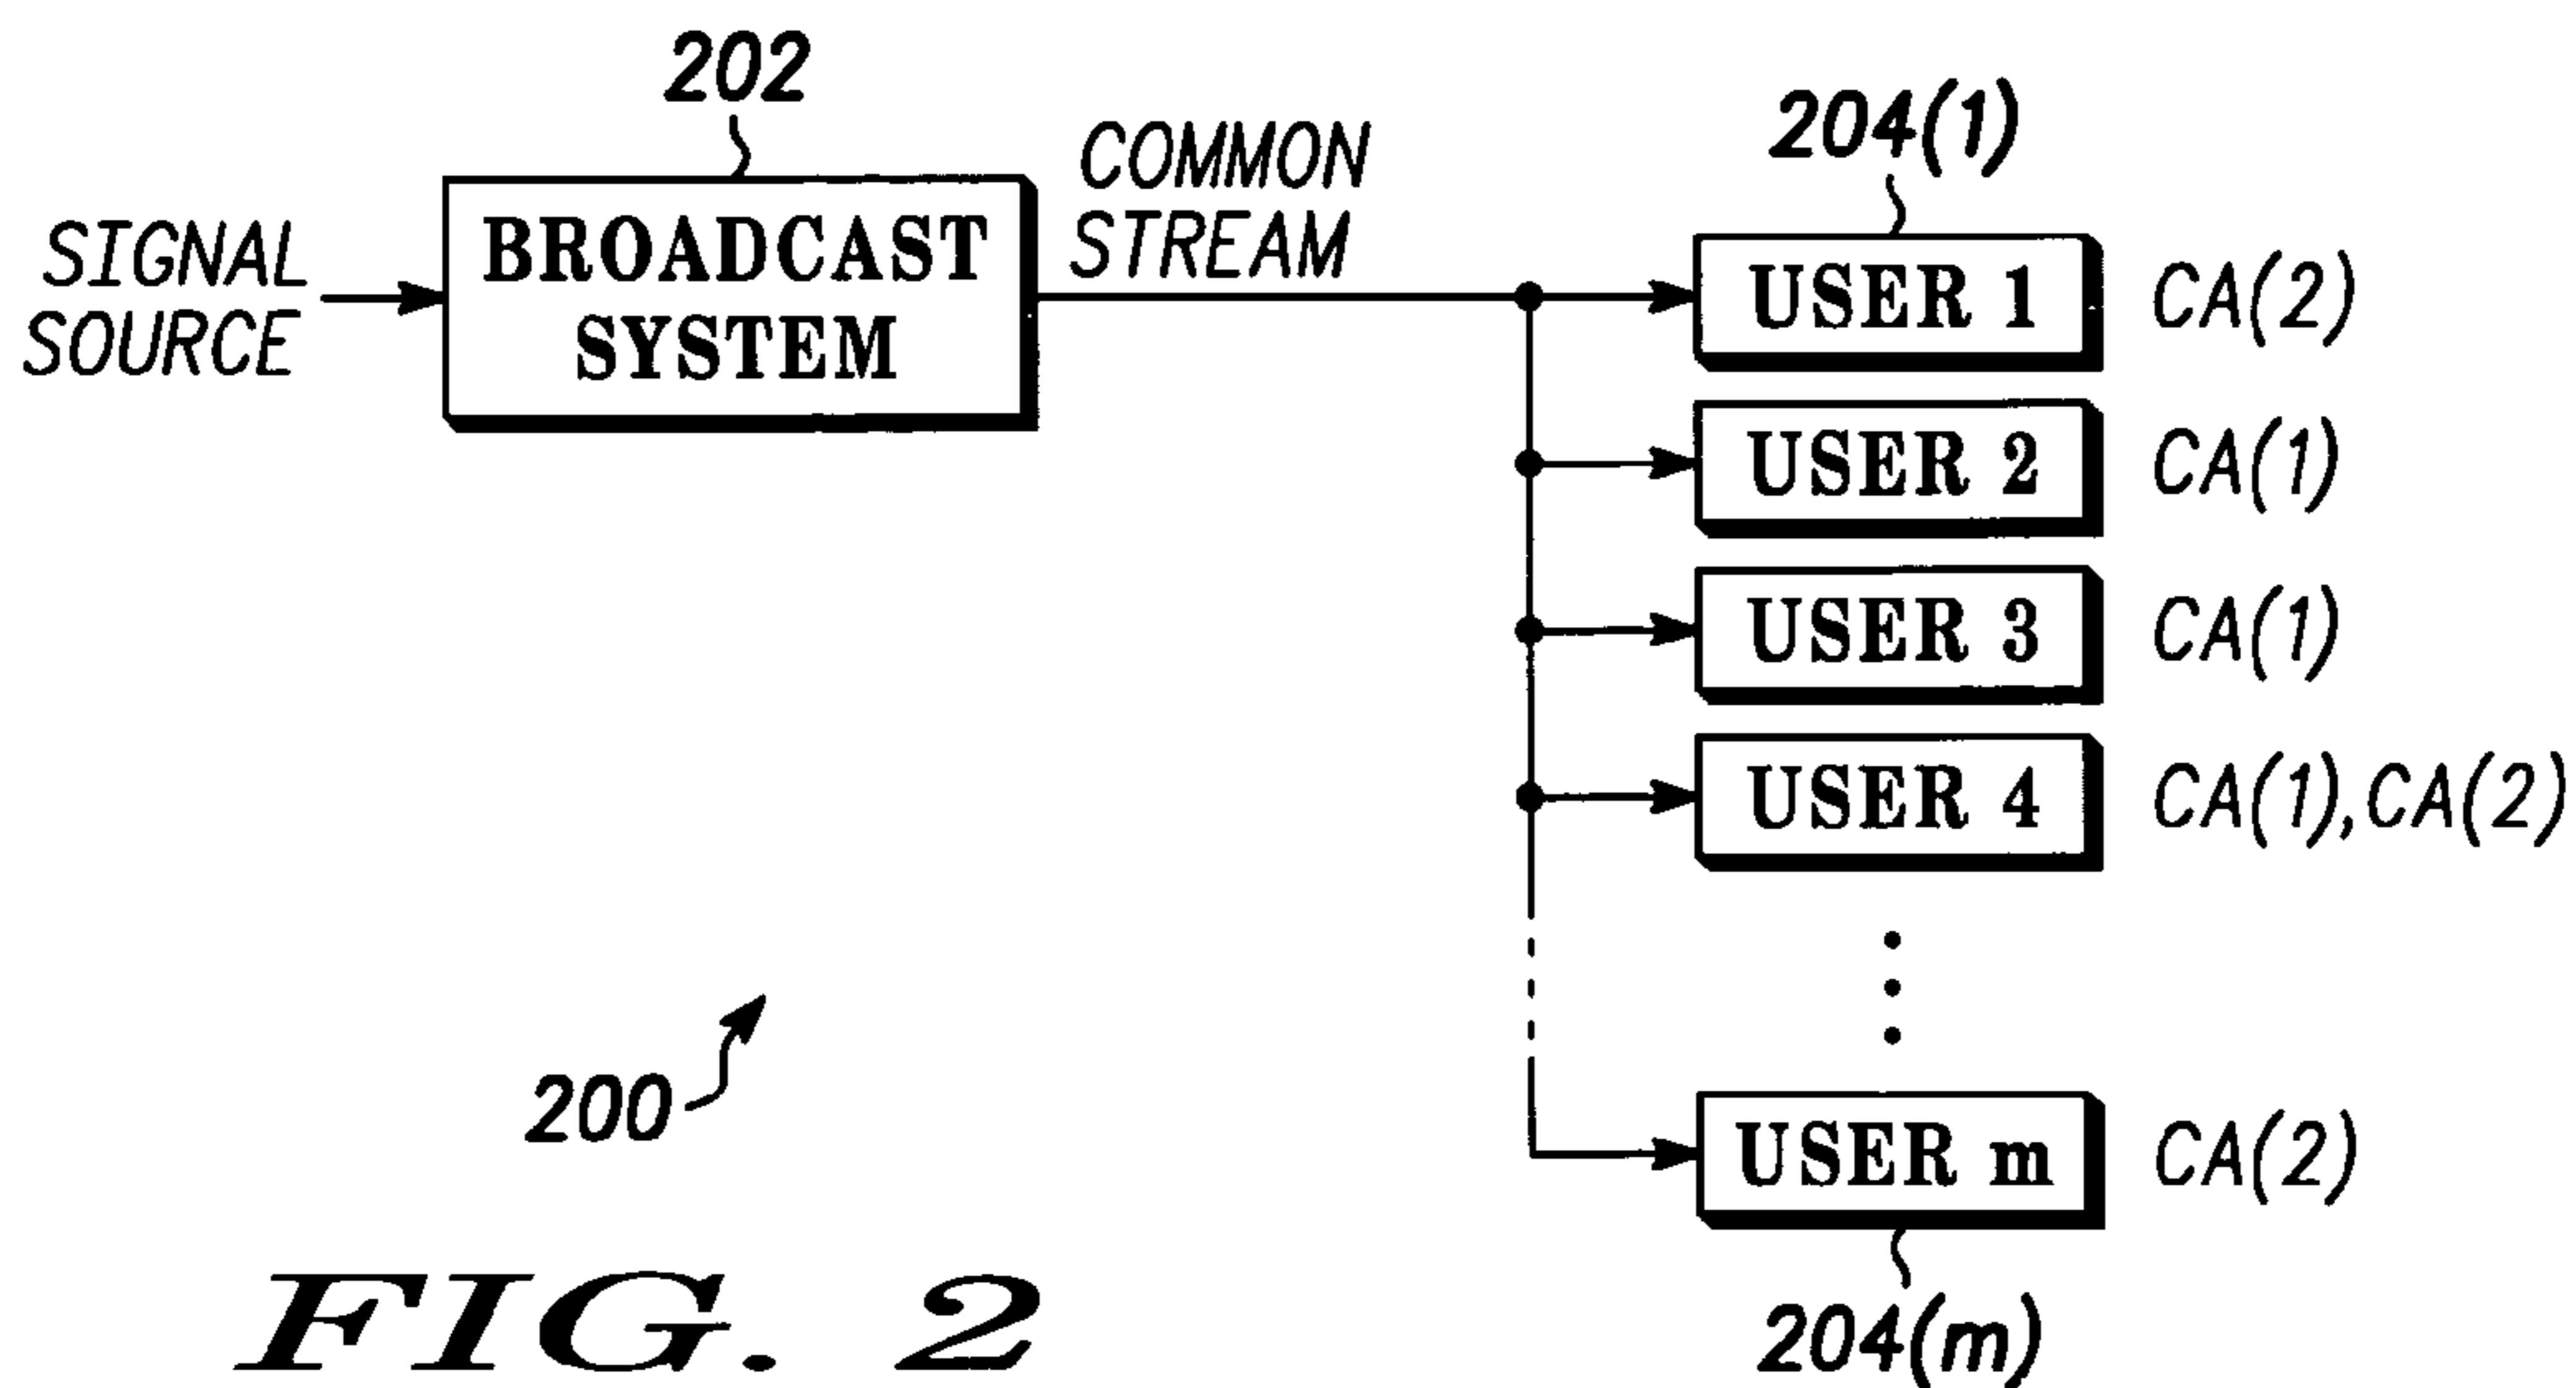 202
204(1)
COMMON
STREAM
SIGNAL
SOURCE
BROADCAST
SYSTEM
USER 1
CA(2)
USER 2
CA(1)
USER 3
CA(1)
USER 4
CA(1),CA(2)
200
USER m
CA(2)
204(m)
FIG. 2